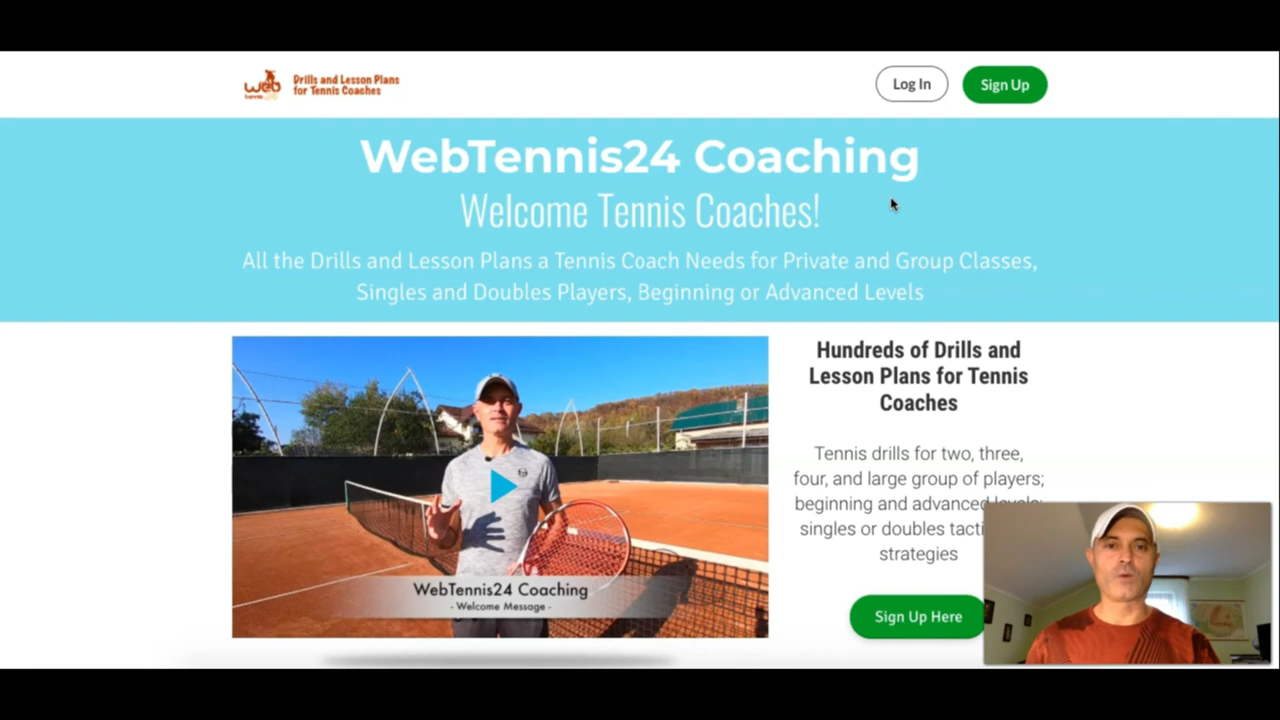 web
tennis
Drills and Lesson Plans
for Tennis Coaches
Log In
Sign Up
WebTennis24 Coaching
Welcome Tennis Coaches!
All the Drills and Lesson Plans a Tennis Coach Needs for Private and Group Classes,
Singles and Doubles Players, Beginning or Advanced Levels
Hundreds of Drills and
Lesson Plans for Tennis
Coaches
Tennis drills for two, three,
four, and large group of players;
beginning and advanced levels;
singles or doubles
strategies
WebTennis24 Coaching
- Welcome Message -
Sign Up Here